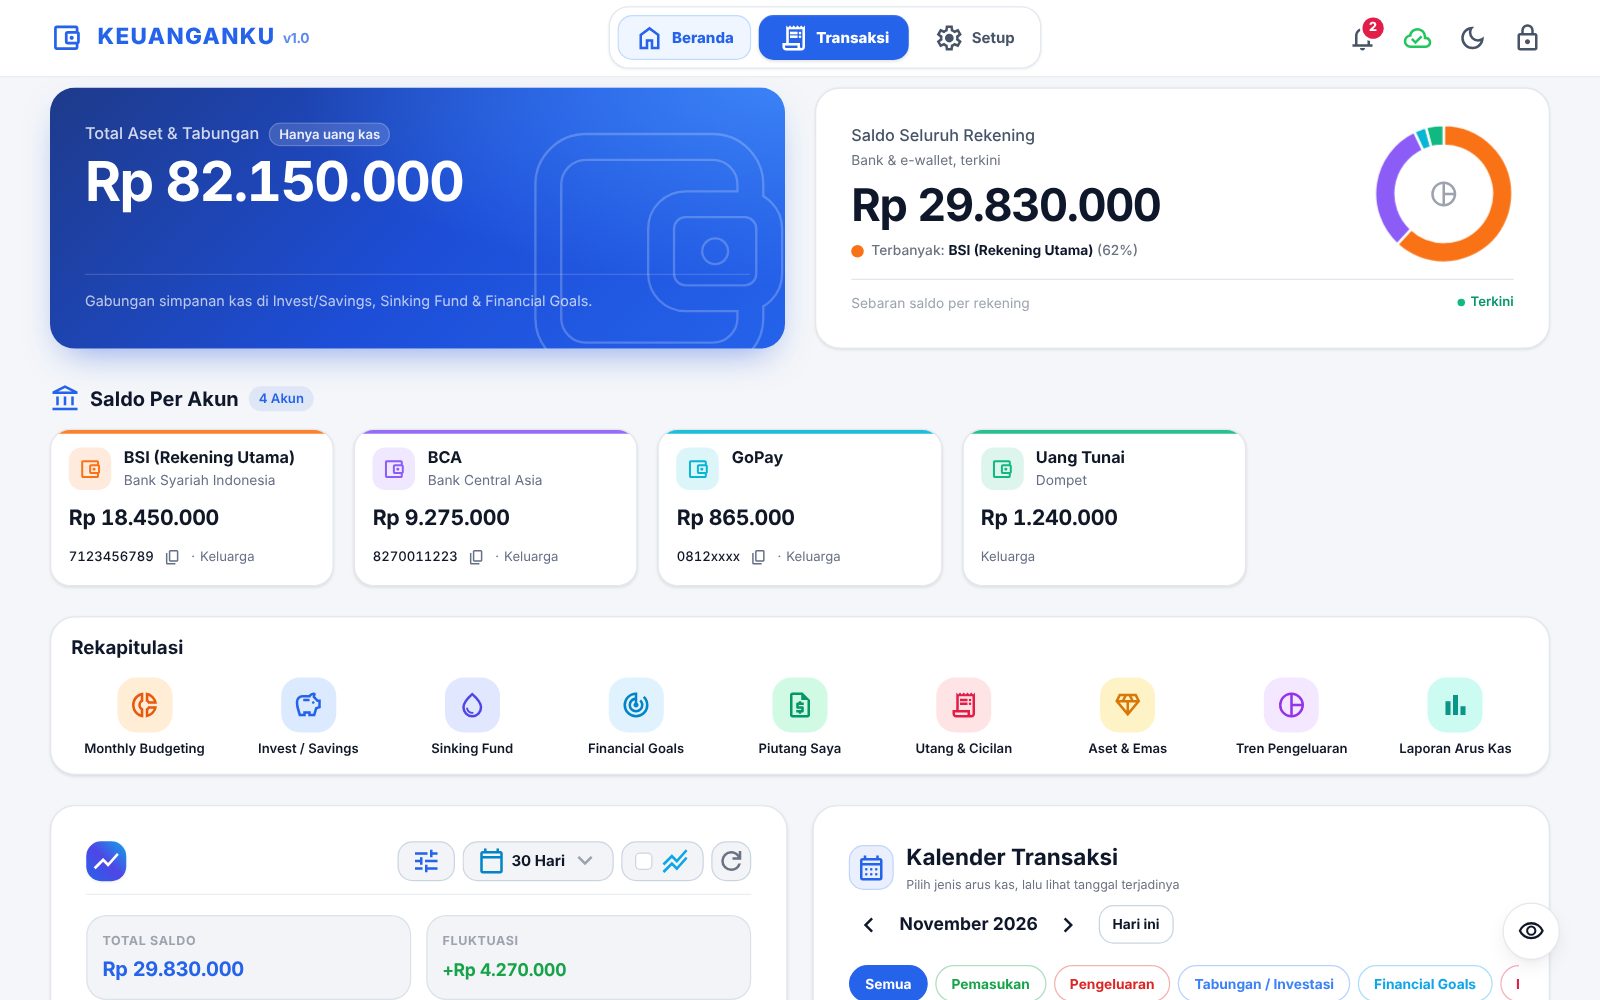 KEUANGANKU v1.0
Beranda
Transaksi
Setup
2
Total Aset & Tabungan
Hanya uang kas
Rp 82.150.000
Gabungan simpanan kas di Invest/Savings, Sinking Fund & Financial Goals.
Saldo Seluruh Rekening
Bank & e-wallet, terkini
Rp 29.830.000
Terbanyak: BSI (Rekening Utama) (62%)
Sebaran saldo per rekening
Terkini
Saldo Per Akun
4 Akun
BSI (Rekening Utama)
Bank Syariah Indonesia
Rp 18.450.000
7123456789 · Keluarga
BCA
Bank Central Asia
Rp 9.275.000
8270011223 · Keluarga
GoPay
Rp 865.000
0812xxxx · Keluarga
Uang Tunai
Dompet
Rp 1.240.000
Keluarga
Rekapitulasi
Monthly Budgeting
Invest / Savings
Sinking Fund
Financial Goals
Piutang Saya
Utang & Cicilan
Aset & Emas
Tren Pengeluaran
Laporan Arus Kas
30 Hari
TOTAL SALDO
Rp 29.830.000
FLUKTUASI
+Rp 4.270.000
Kalender Transaksi
Pilih jenis arus kas, lalu lihat tanggal terjadinya
November 2026
Hari ini
Semua
Pemasukan
Pengeluaran
Tabungan / Investasi
Financial Goals